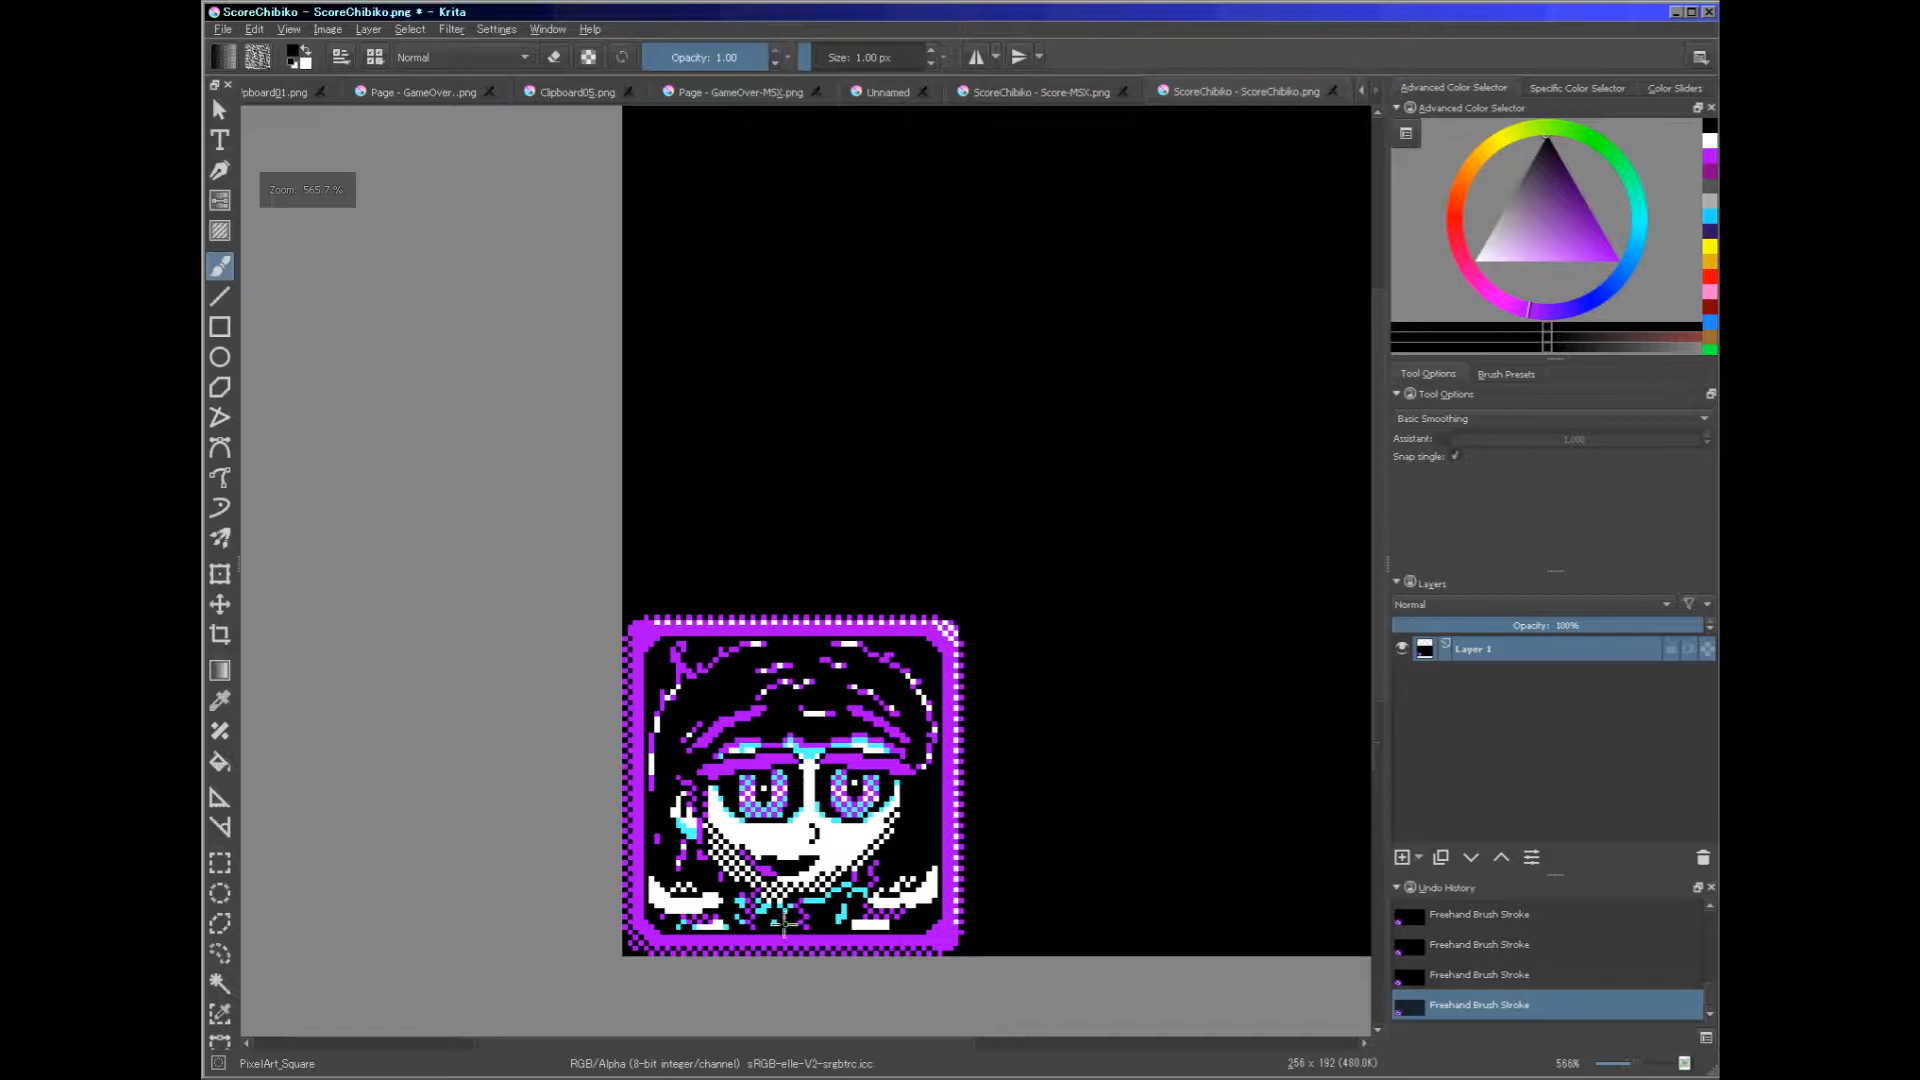 ScoreChibiko - ScoreChibiko.png * - Krita
File Edit View Image Layer Select Filter Settings Window Help
Normal Opacity: 1.00 Size: 1.00 px
ipboard01.png Page - GameOver..png Clipboard05.png Page - GameOver-MSX.png Unnamed ScoreChibiko - Score-MSX.png ScoreChibiko - ScoreChibiko.png
Advanced Color Selector Specific Color Selector Color Sliders
Advanced Color Selector
Zoom: 565.7 %
Tool Options Brush Presets
Tool Options
Basic Smoothing
Assistant: 1.000
Snap single:
Layers
Normal
Opacity: 100%
Layer 1
Undo History
Freehand Brush Stroke
Freehand Brush Stroke
Freehand Brush Stroke
Freehand Brush Stroke
PixelArt_Square RGB/Alpha (8-bit integer/channel) sRGB-elle-V2-srgbtrc.icc 256 x 192 (480.0K) 566%